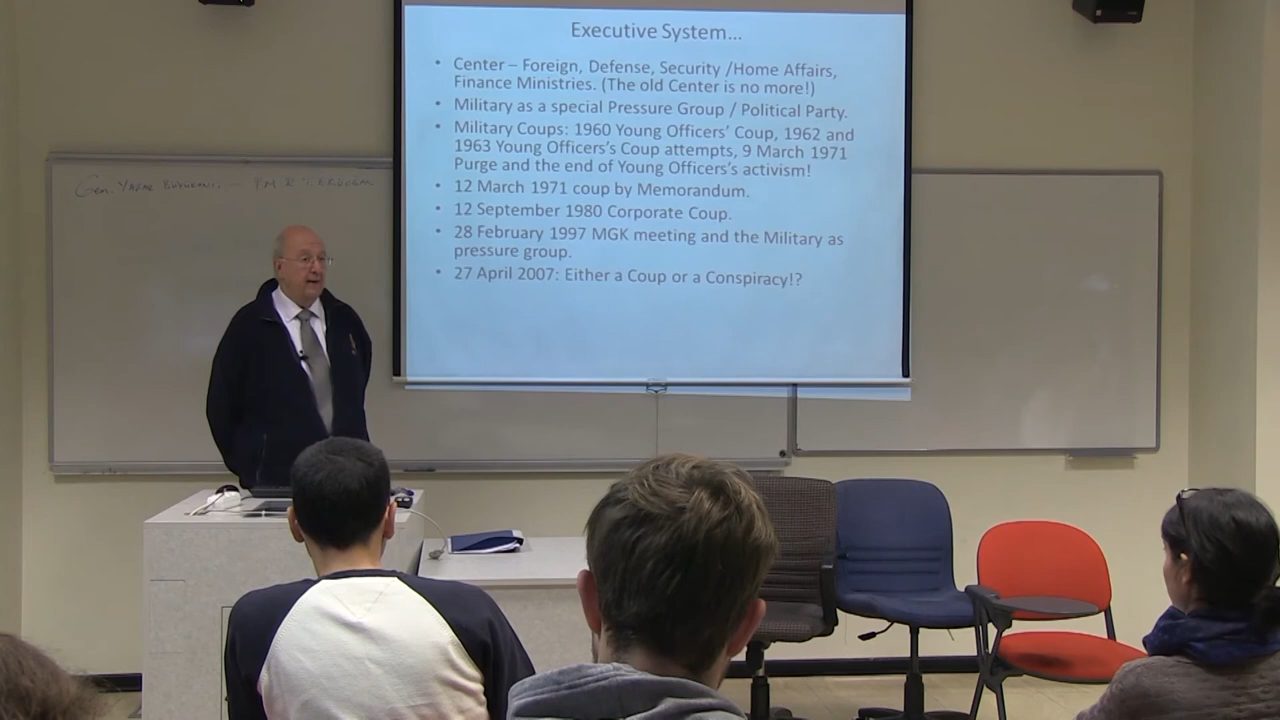 Executive System...
• Center – Foreign, Defense, Security /Home Affairs,
Finance Ministries. (The old Center is no more!)
• Military as a special Pressure Group / Political Party.
• Military Coups: 1960 Young Officers' Coup, 1962 and
1963 Young Officers's Coup attempts, 9 March 1971
Purge and the end of Young Officers's activism!
• 12 March 1971 coup by Memorandum.
• 12 September 1980 Corporate Coup.
• 28 February 1997 MGK meeting and the Military as
pressure group.
• 27 April 2007: Either a Coup or a Conspiracy!?
Gen. YAŞAR